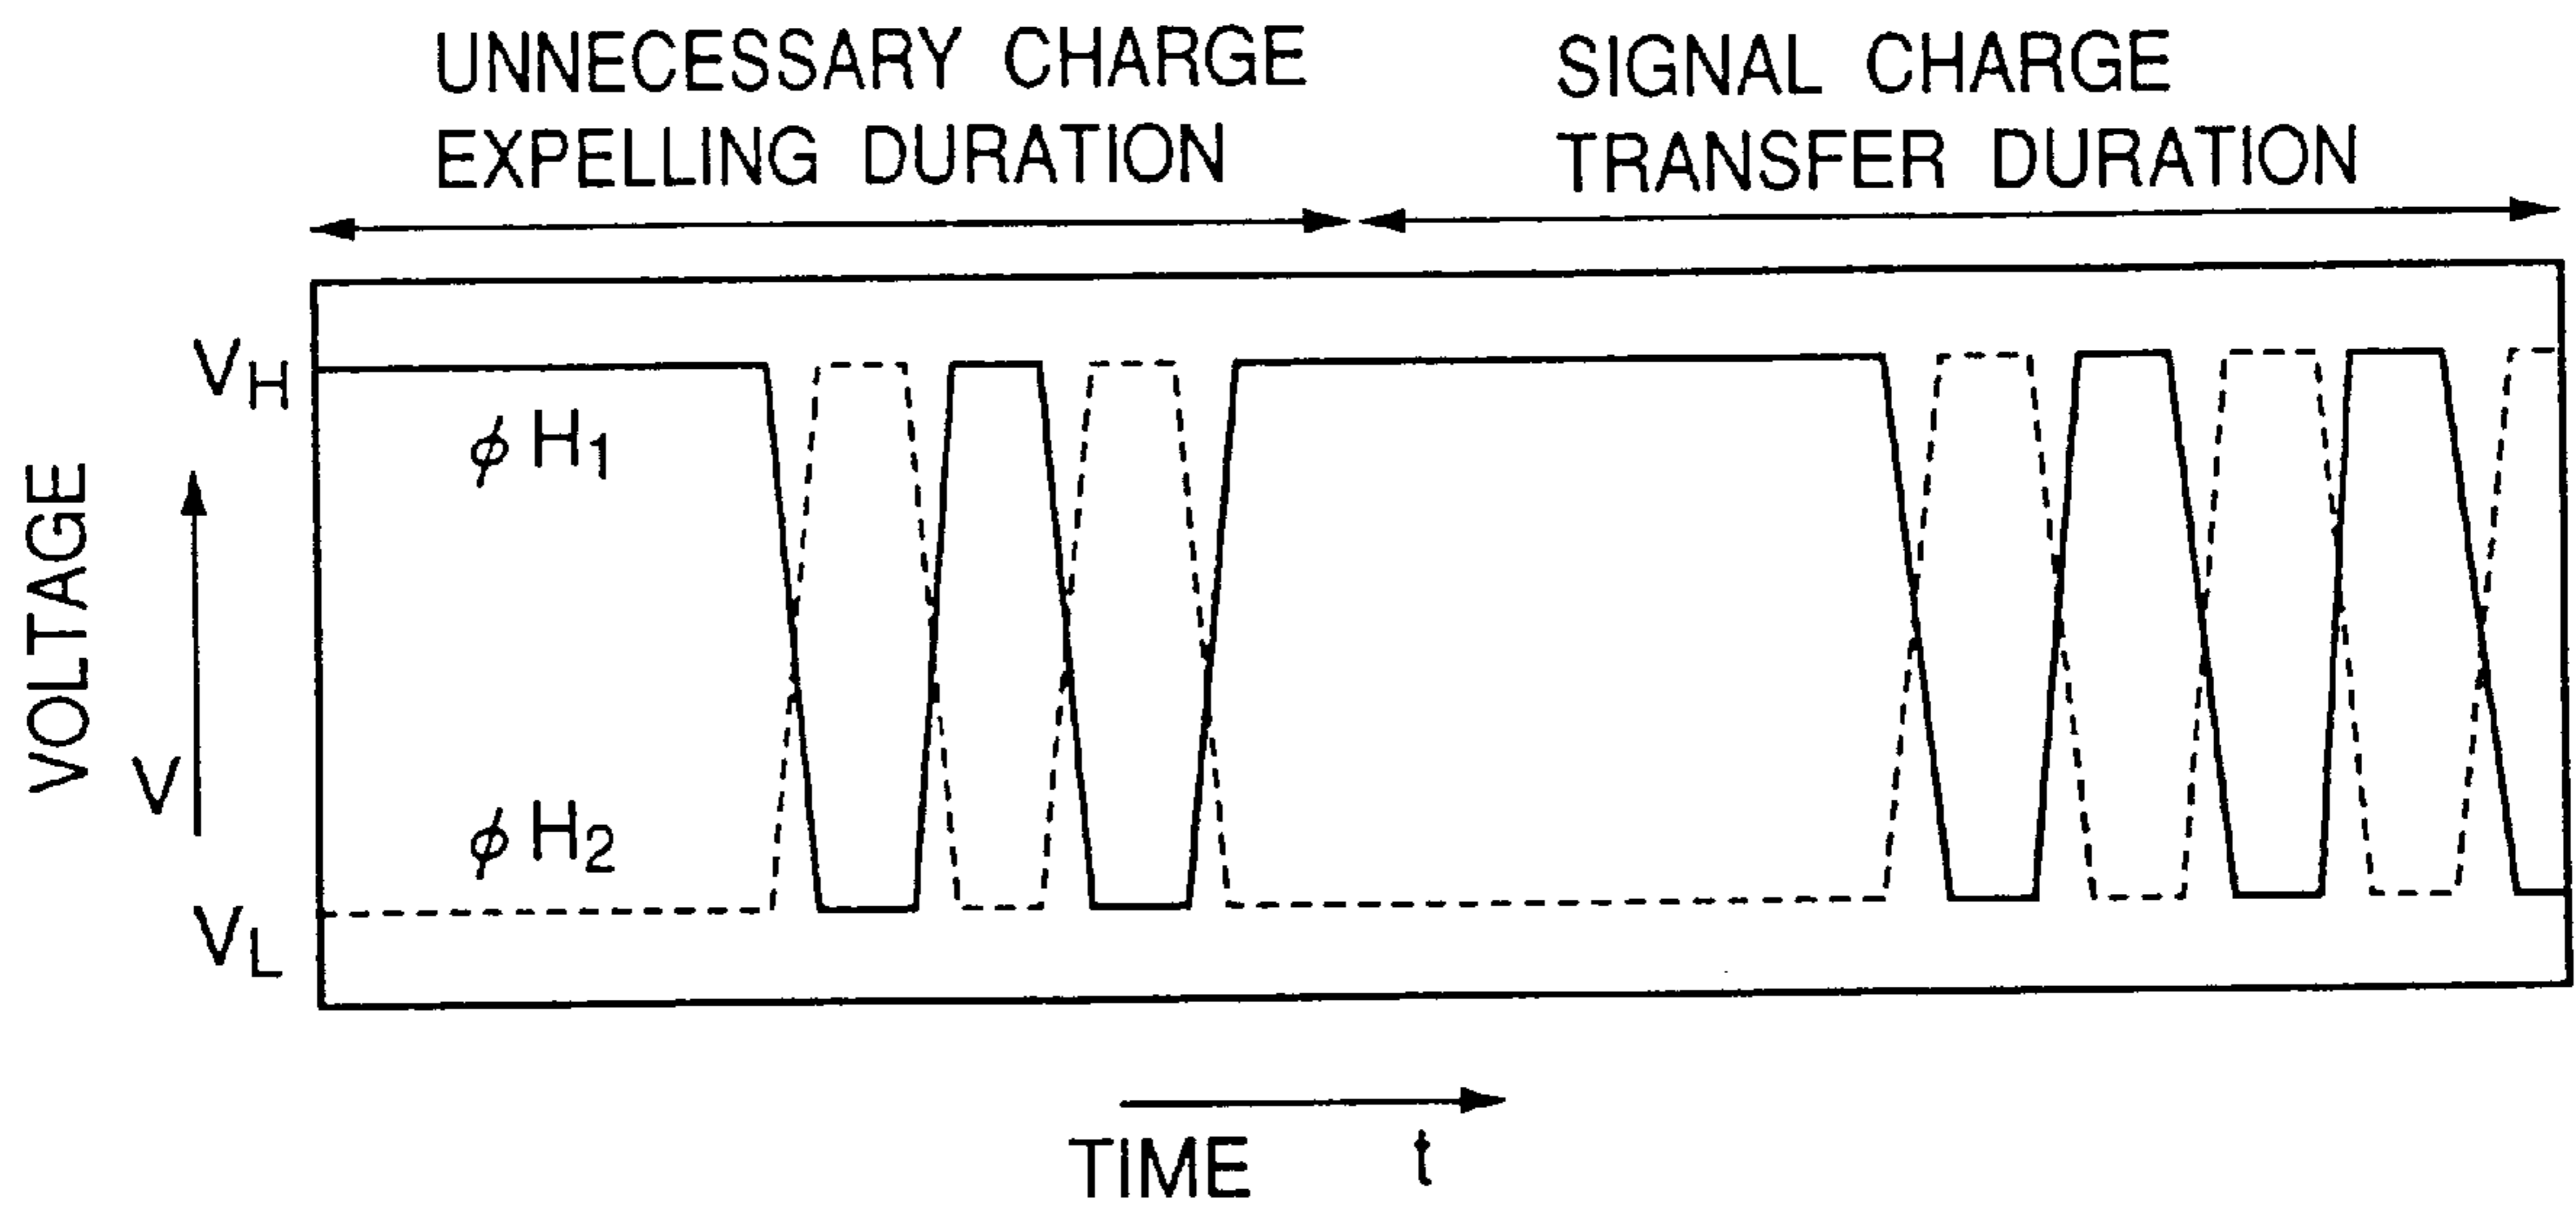 UNNECESSARY CHARGE
EXPELLING DURATION
SIGNAL CHARGE
TRANSFER DURATION
VH
φH1
VOLTAGE
V
φH2
VL
TIME t